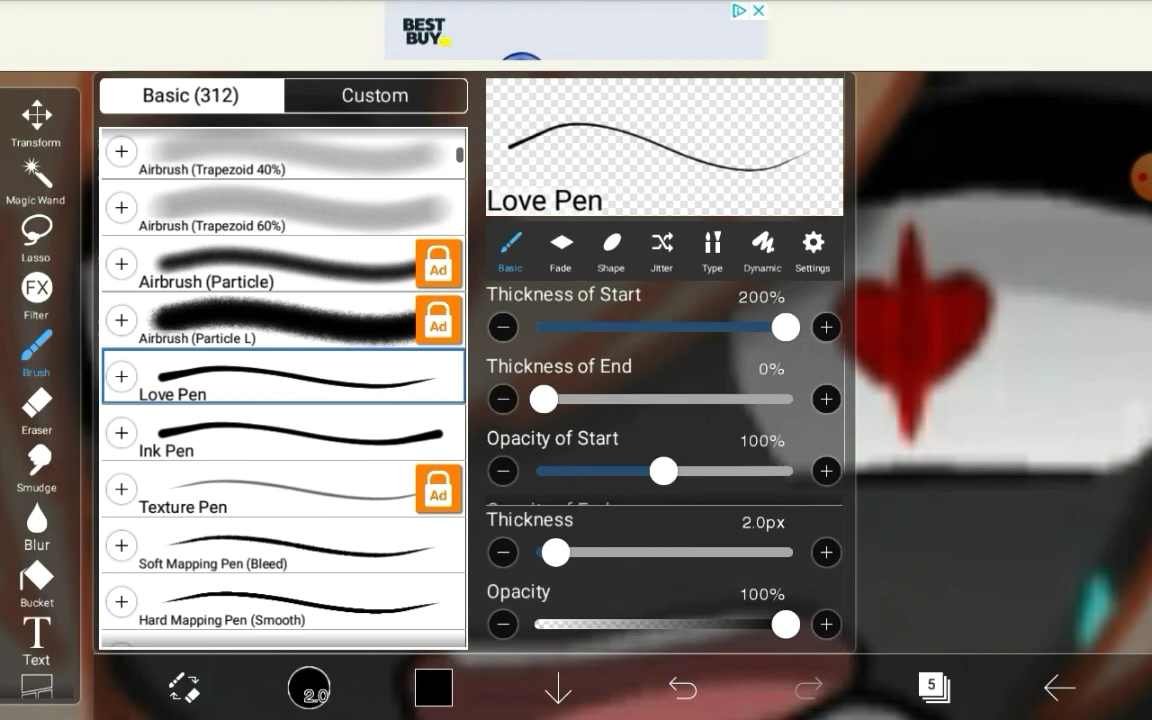 BEST
BUY
Basic (312)
Custom
Transform
Magic Wand
Lasso
FX
Filter
Brush
Eraser
Smudge
Blur
Bucket
T
Text
Airbrush (Trapezoid 40%)
Airbrush (Trapezoid 60%)
Airbrush (Particle)
Ad
Airbrush (Particle L)
Ad
Love Pen
Ink Pen
Texture Pen
Ad
Soft Mapping Pen (Bleed)
Hard Mapping Pen (Smooth)
Love Pen
Basic
Fade
Shape
Jitter
Type
Dynamic
Settings
Thickness of Start
200%
Thickness of End
0%
Opacity of Start
100%
Thickness
2.0px
Opacity
100%
2.0
5